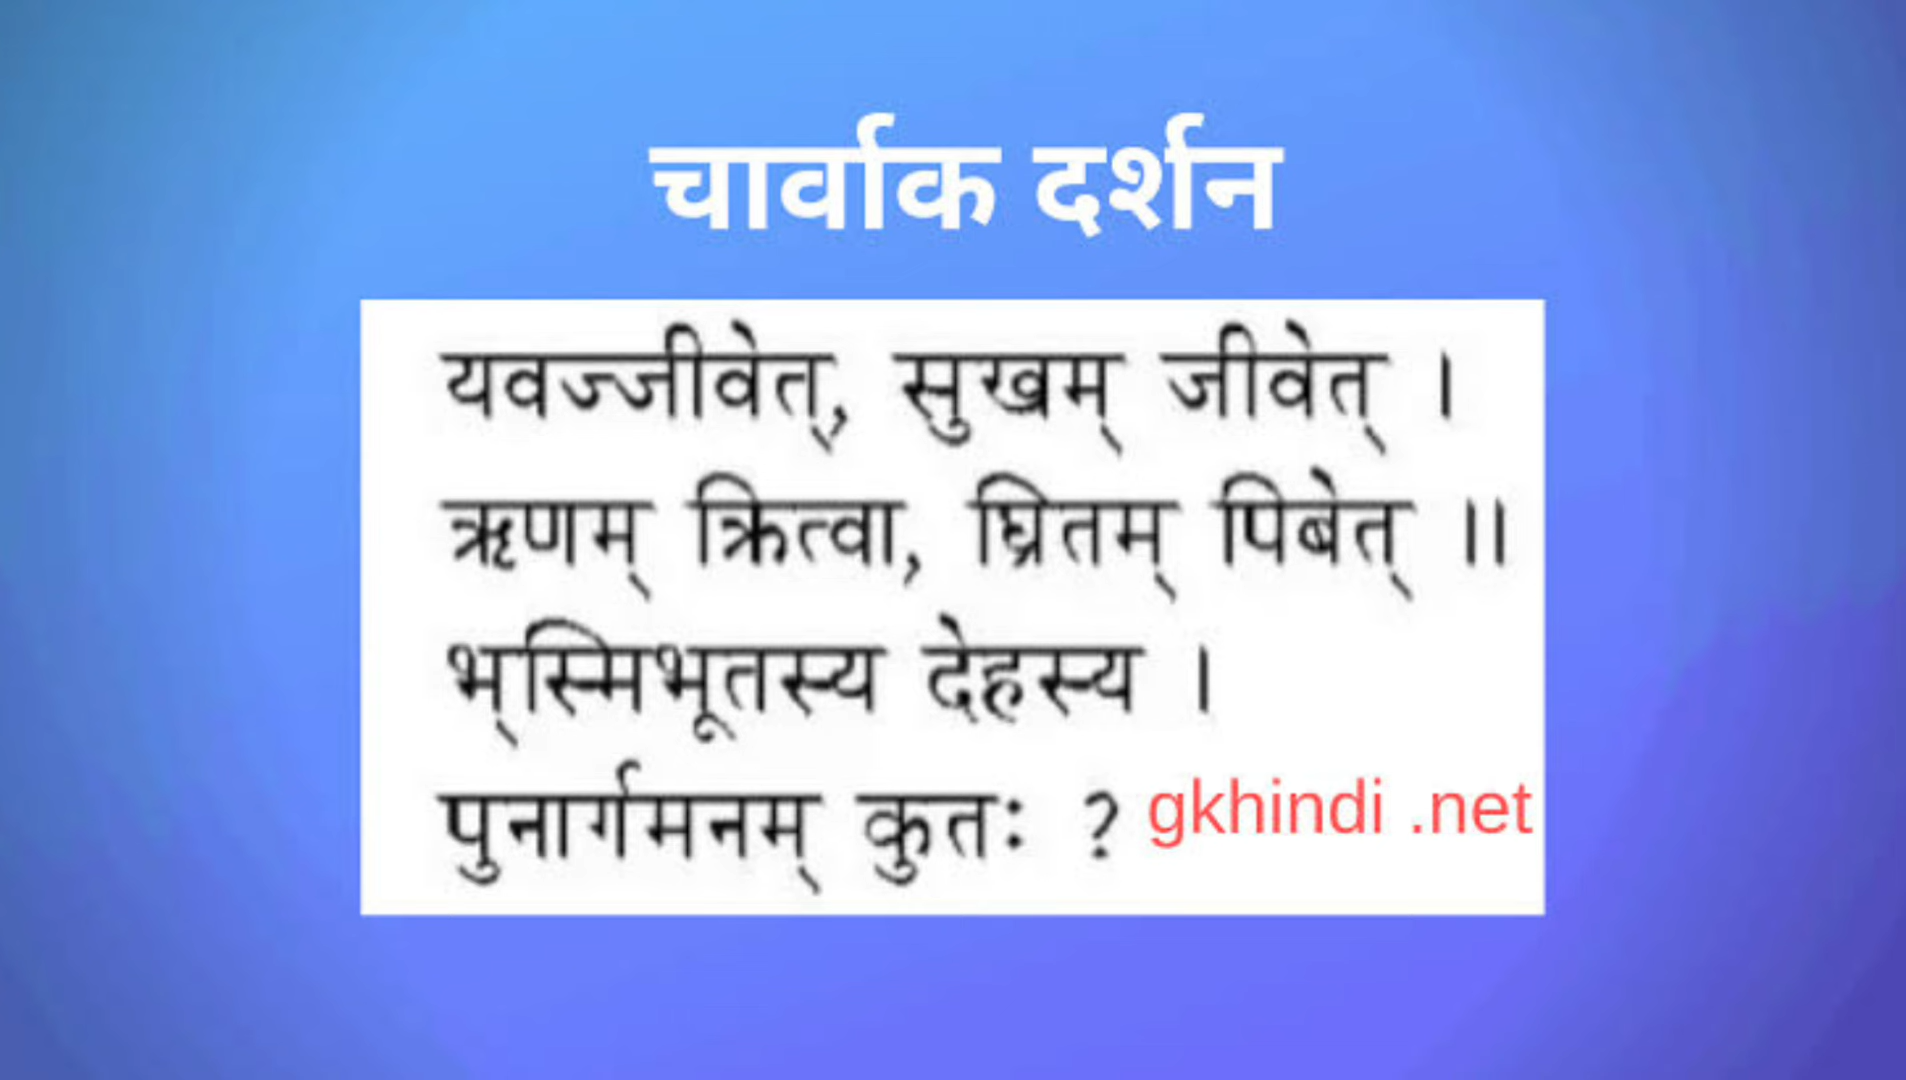 चार्वाक दर्शन
यवज्जीवेत्, सुखम् जीवेत् ।
ऋणम् क्रित्वा, घ्रितम् पिबेत् ।।
भ्स्मिभूतस्य देहस्य ।
पुनार्गमनम् कुतः ? gkhindi .net